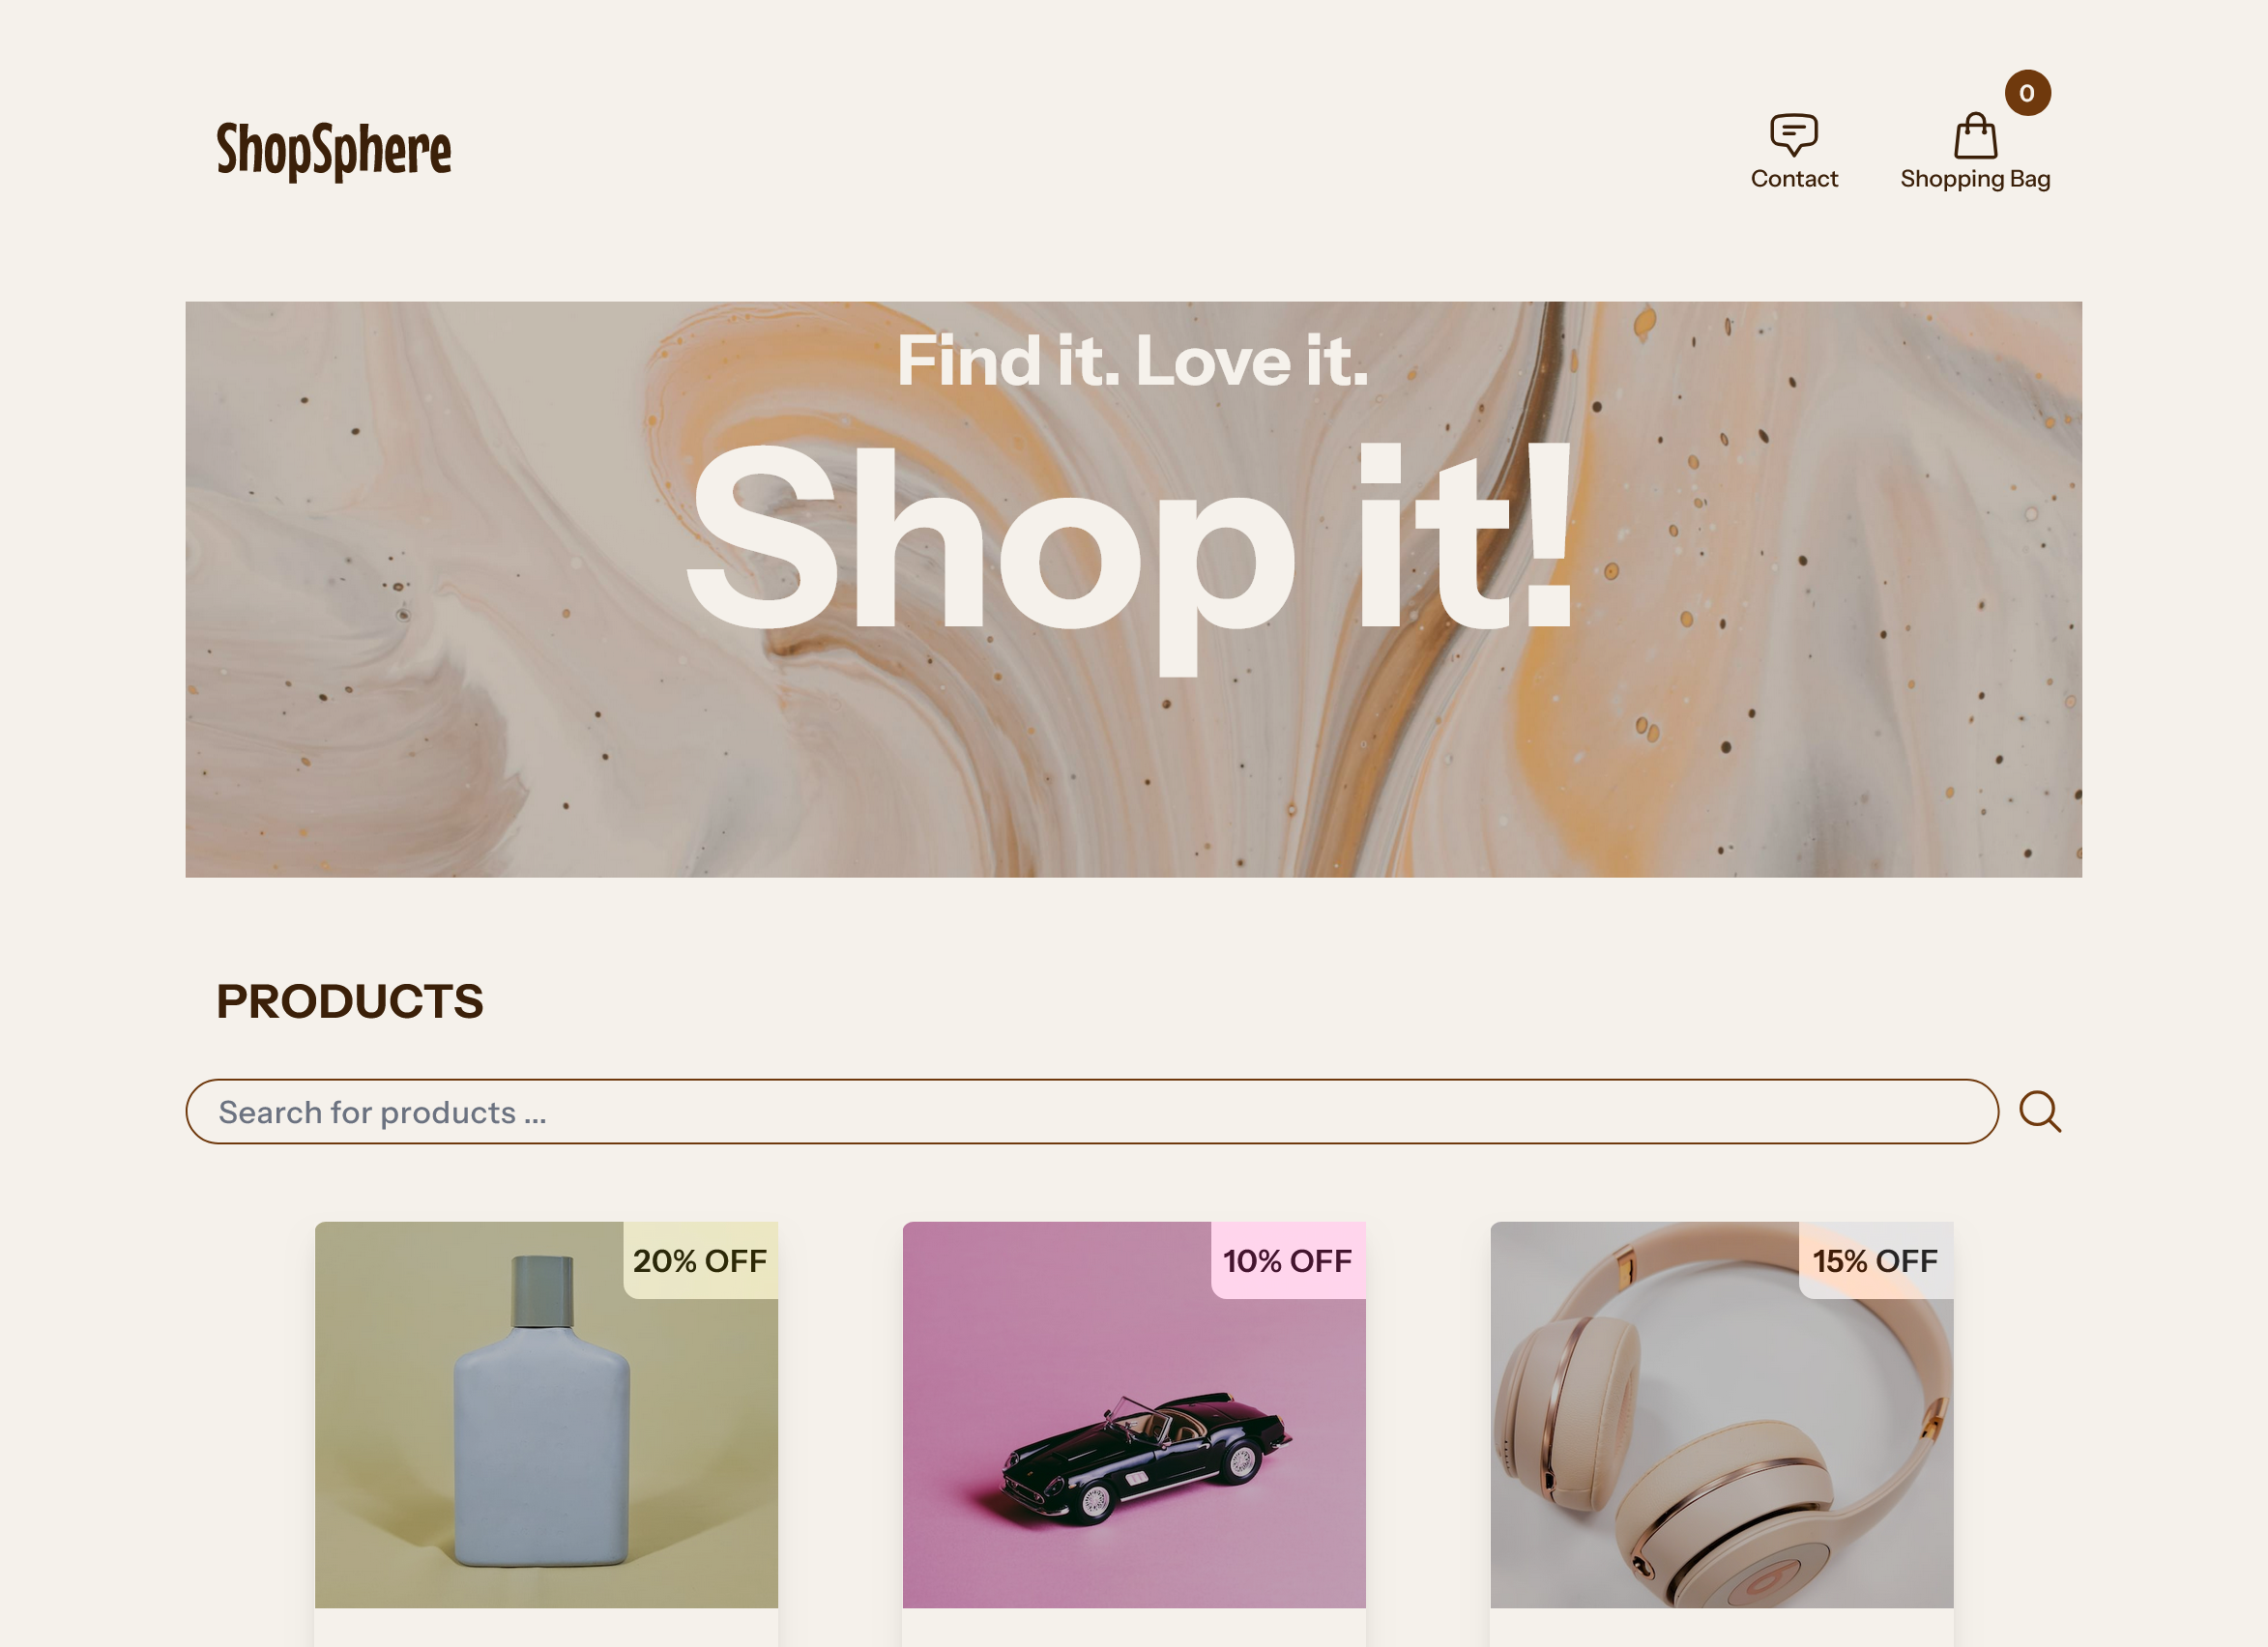 ShopSphere
0
Contact
Shopping Bag
Find it. Love it.
Shop it!
PRODUCTS
Search for products ...
20% OFF
10% OFF
15% OFF